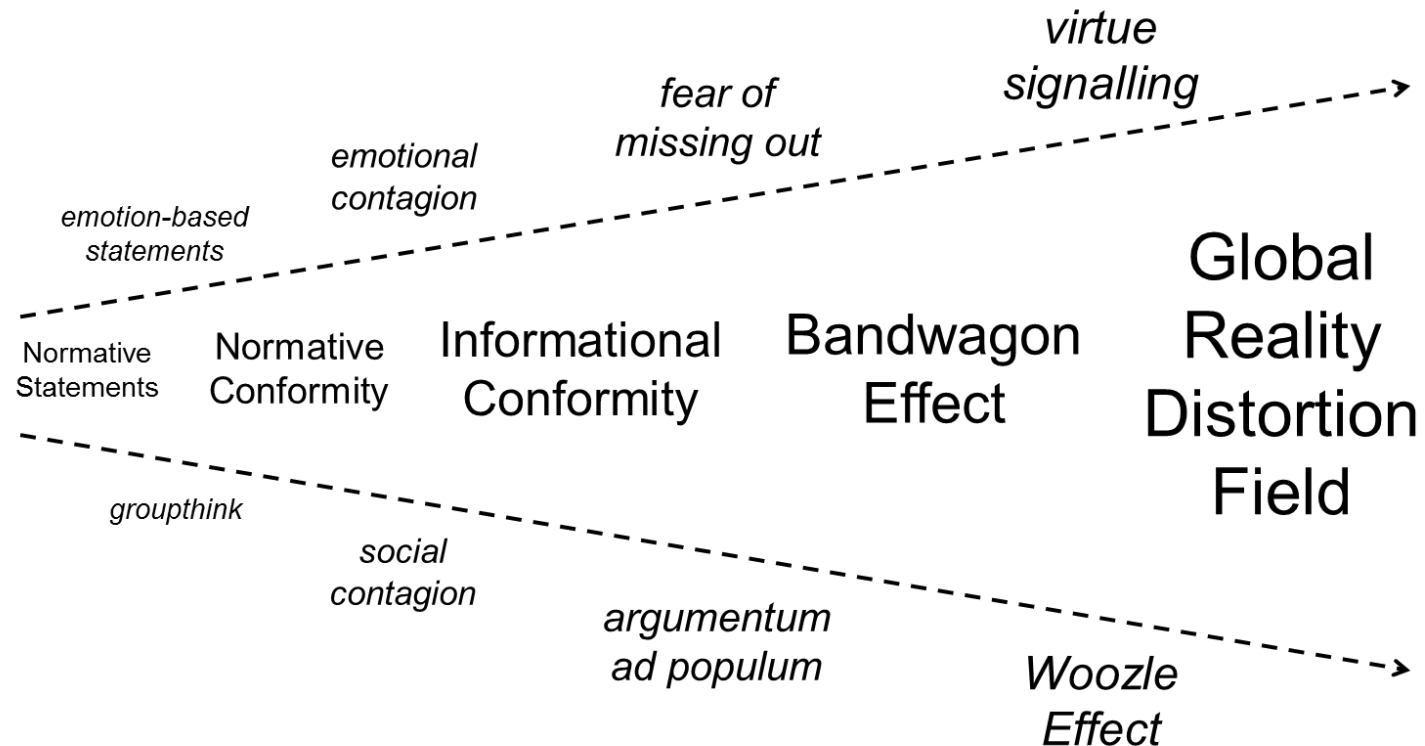 virtue
signalling
fear of
missing out
emotional
contagion
emotion-based
statements
Normative
Statements
Normative
Conformity
Informational
Conformity
Bandwagon
Effect
Global
Reality
Distortion
Field
groupthink
social
contagion
argumentum
ad populum
Woozle
Effect